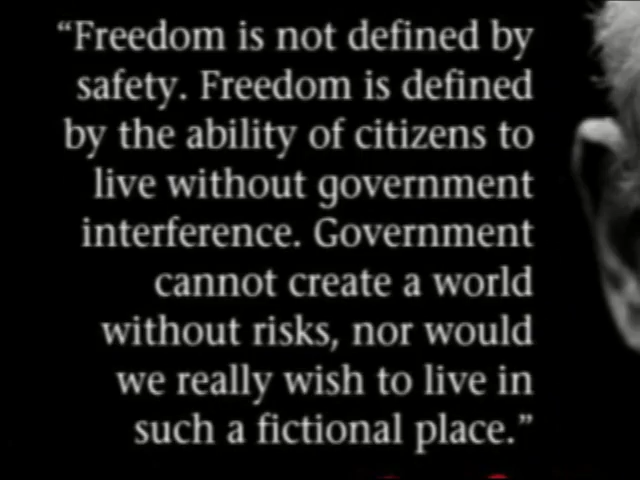 “Freedom is not defined by
safety. Freedom is defined
by the ability of citizens to
live without government
interference. Government
cannot create a world
without risks, nor would
we really wish to live in
such a fictional place.”